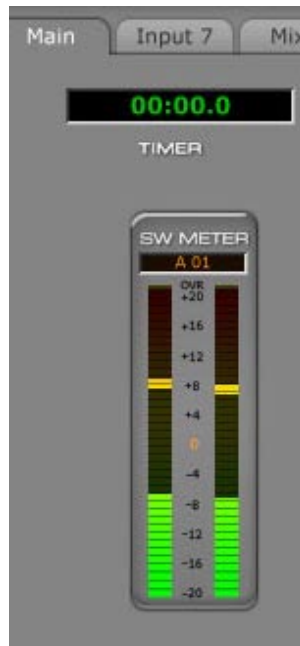 Main
Input 7
Mix
00:00.0
TIMER
SW METER
A 01
OVR
+20
+16
+12
+8
+4
0
-4
-8
-12
-16
-20